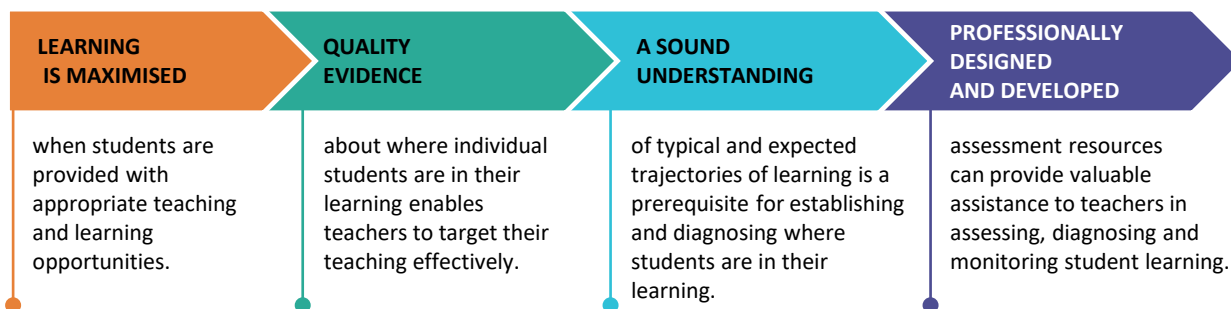 LEARNING
IS MAXIMISED
when students are
provided with
appropriate teaching
and learning
opportunities.
QUALITY
EVIDENCE
about where individual
students are in their
learning enables
teachers to target their
teaching effectively.
A SOUND
UNDERSTANDING
of typical and expected
trajectories of learning is a
prerequisite for establishing
and diagnosing where
students are in their
learning.
PROFESSIONALLY
DESIGNED
AND DEVELOPED
assessment resources
can provide valuable
assistance to teachers in
assessing, diagnosing and
monitoring student learning.